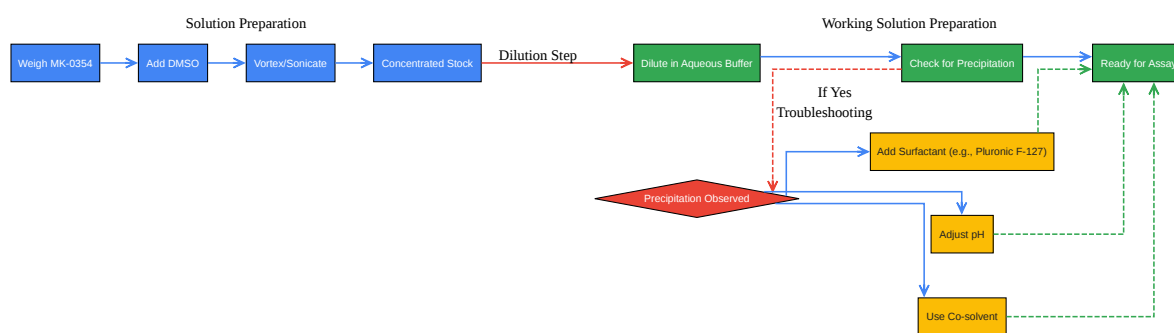 Solution Preparation
Working Solution Preparation
Weigh MK-0354
Add DMSO
Vortex/Sonicate
Concentrated Stock
Dilution Step
Dilute in Aqueous Buffer
Check for Precipitation
Ready for Assay
If Yes
Troubleshooting
Add Surfactant (e.g., Pluronic F-127)
Precipitation Observed
Adjust pH
Use Co-solvent